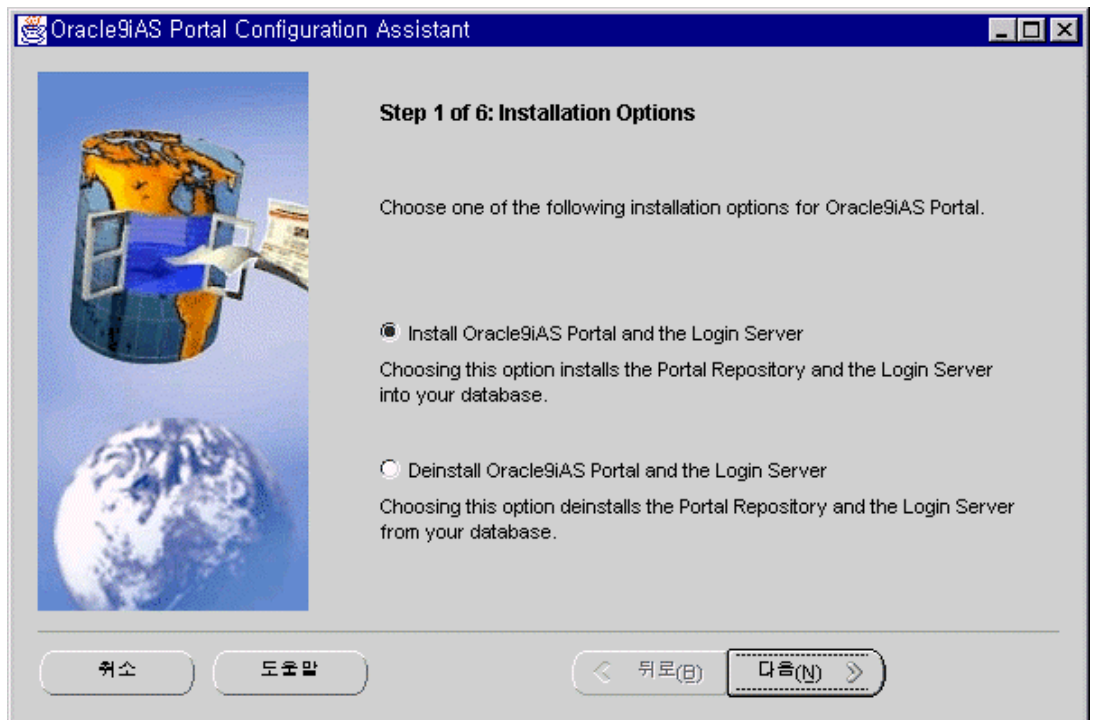 Oracle9iAS Portal Configuration Assistant
Step 1 of 6: Installation Options
Choose one of the following installation options for Oracle9iAS Portal.
Install Oracle9iAS Portal and the Login Server
Choosing this option installs the Portal Repository and the Login Server
into your database.
Deinstall Oracle9iAS Portal and the Login Server
Choosing this option deinstalls the Portal Repository and the Login Server
from your database.
취소 도움말 뒤로(B) 다음(N)